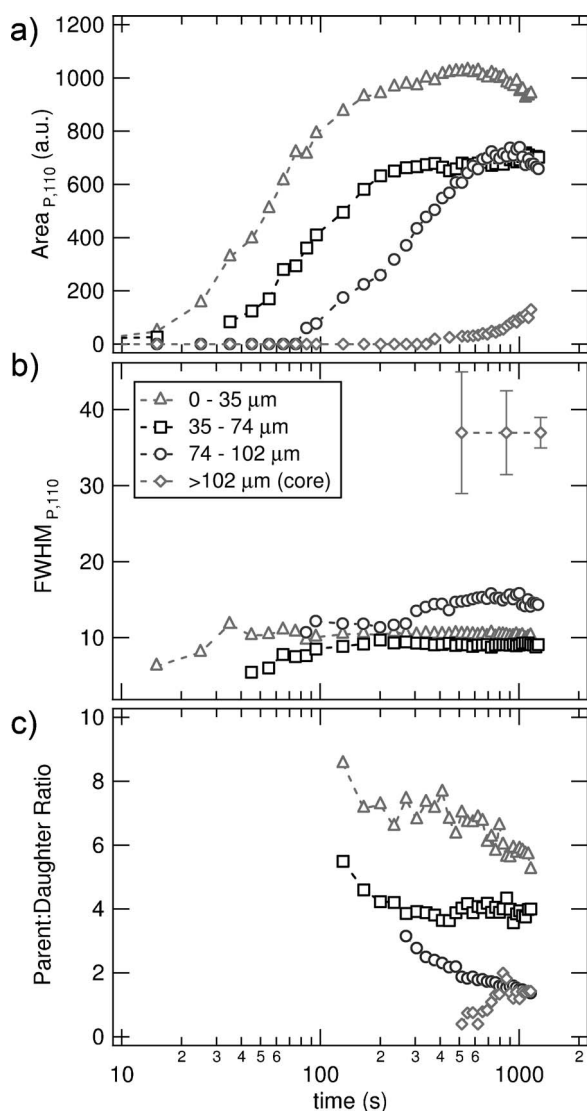 a)
1200
1000
800
600
400
200
0
Area P,110 (a.u.)
b)
0 - 35 μm
35 - 74 μm
74 - 102 μm
>102 μm (core)
40
30
20
10
FWHM P,110
c)
10
8
6
4
2
0
Parent:Daughter Ratio
10 2 3 4 5 6 100 2 3 4 5 6 1000 2
time (s)